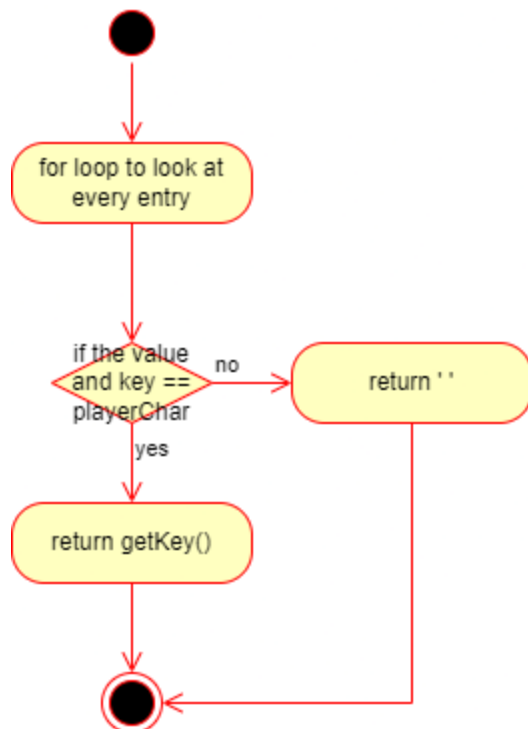 for loop to look at
every entry
if the value
and key ==
playerChar
no
return ' '
yes
return getKey()